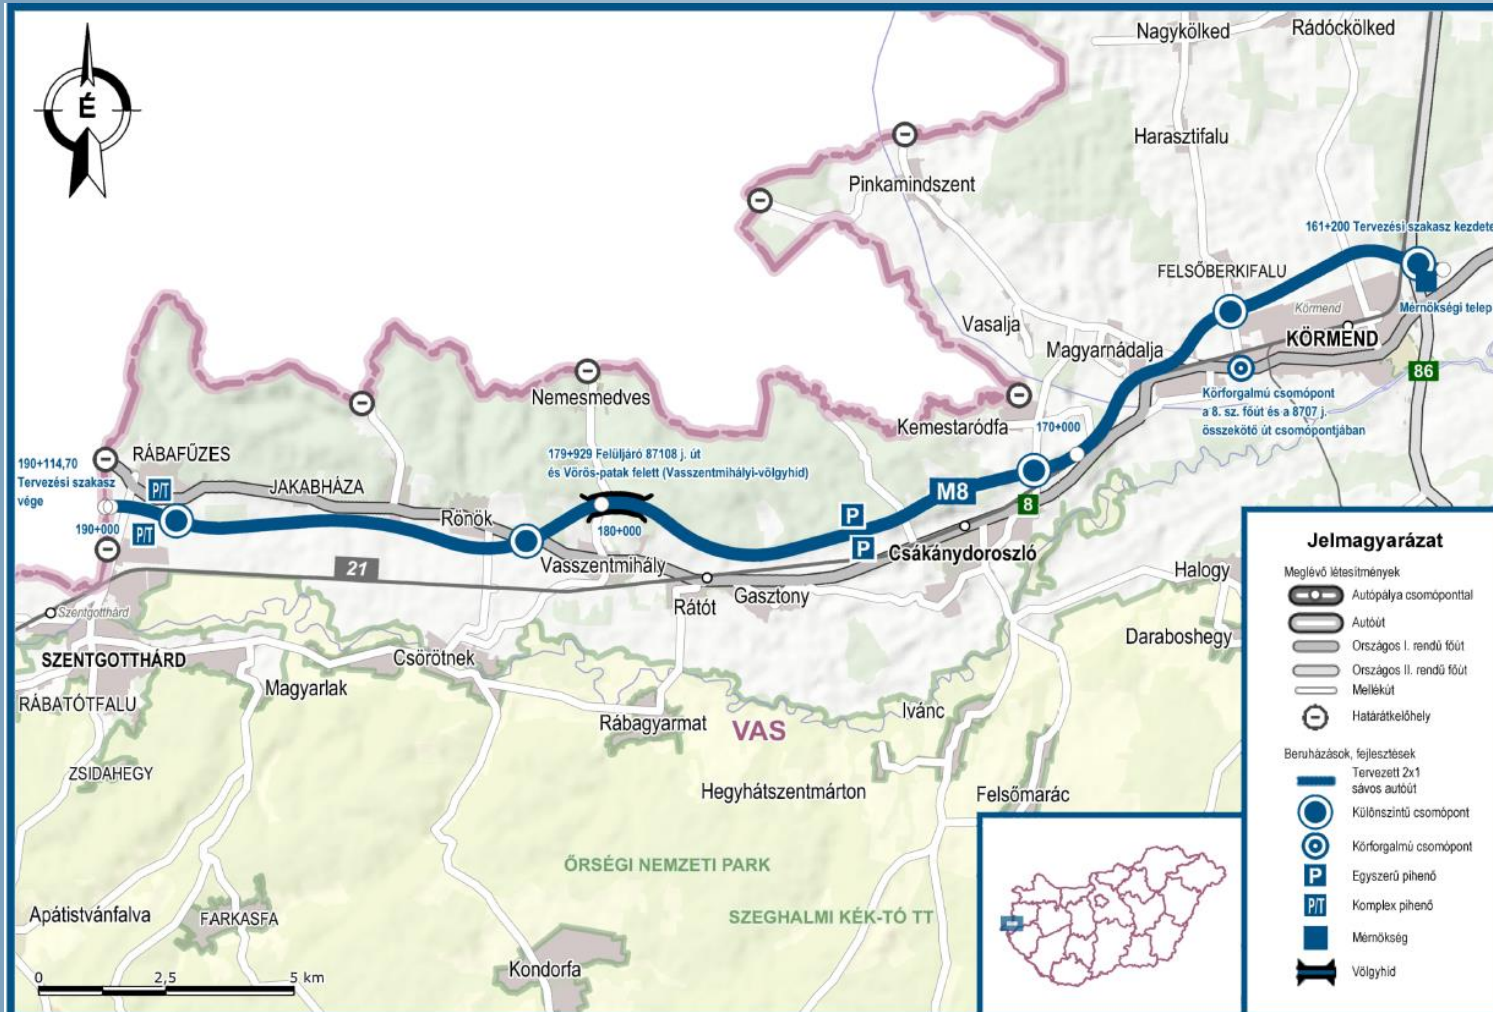 É
Nagykölked
Rádóckölked
Harasztifalu
Pinkamindszent
161+200 Tervezési szakasz kezdete
FELSŐBERKIFALU
Körmend
Mérnökségi telep
Vasalja
KÖRMEND
Magyarnádalja
86
Nemesmedves
Körforgalmú csomópont
a 8. sz. főút és a 8707 j.
összekötő út csomópontjában
Kemestaródfa
170+000
190+114,70
Tervezési szakasz
vége
RÁBAFÜZES
179+929 Felüljáró 87108 j. út
és Vörös-patak felett (Vasszentmihályi-völgyhíd)
P/T
JAKABHÁZA
M8
8
Rönök
P
190+000
P/T
180+000
P
Csákánydoroszló
Vasszentmihály
21
Halogy
Rátót
Gasztony
Szentgotthárd
Daraboshegy
SZENTGOTTHÁRD
Csörötnek
Magyarlak
RÁBATÓTFALU
Rábagyarmat
VAS
Ivánc
ZSIDAHEGY
Hegyhátszentmárton
Felsőmarác
ŐRSÉGI NEMZETI PARK
Apátistvánfalva
FARKASFA
SZEGHALMI KÉK-TÓ TT
Kondorfa
0 2,5 5 km
Jelmagyarázat
Meglévő létesítmények
Autópálya csomóponttal
Autóút
Országos I. rendű főút
Országos II. rendű főút
Mellékút
Határátkelőhely
Beruházások, fejlesztések
Tervezett 2x1
sávos autóút
Különszintű csomópont
Körforgalmú csomópont
P Egyszerű pihenő
P/T Komplex pihenő
Mérnökség
Völgyhíd